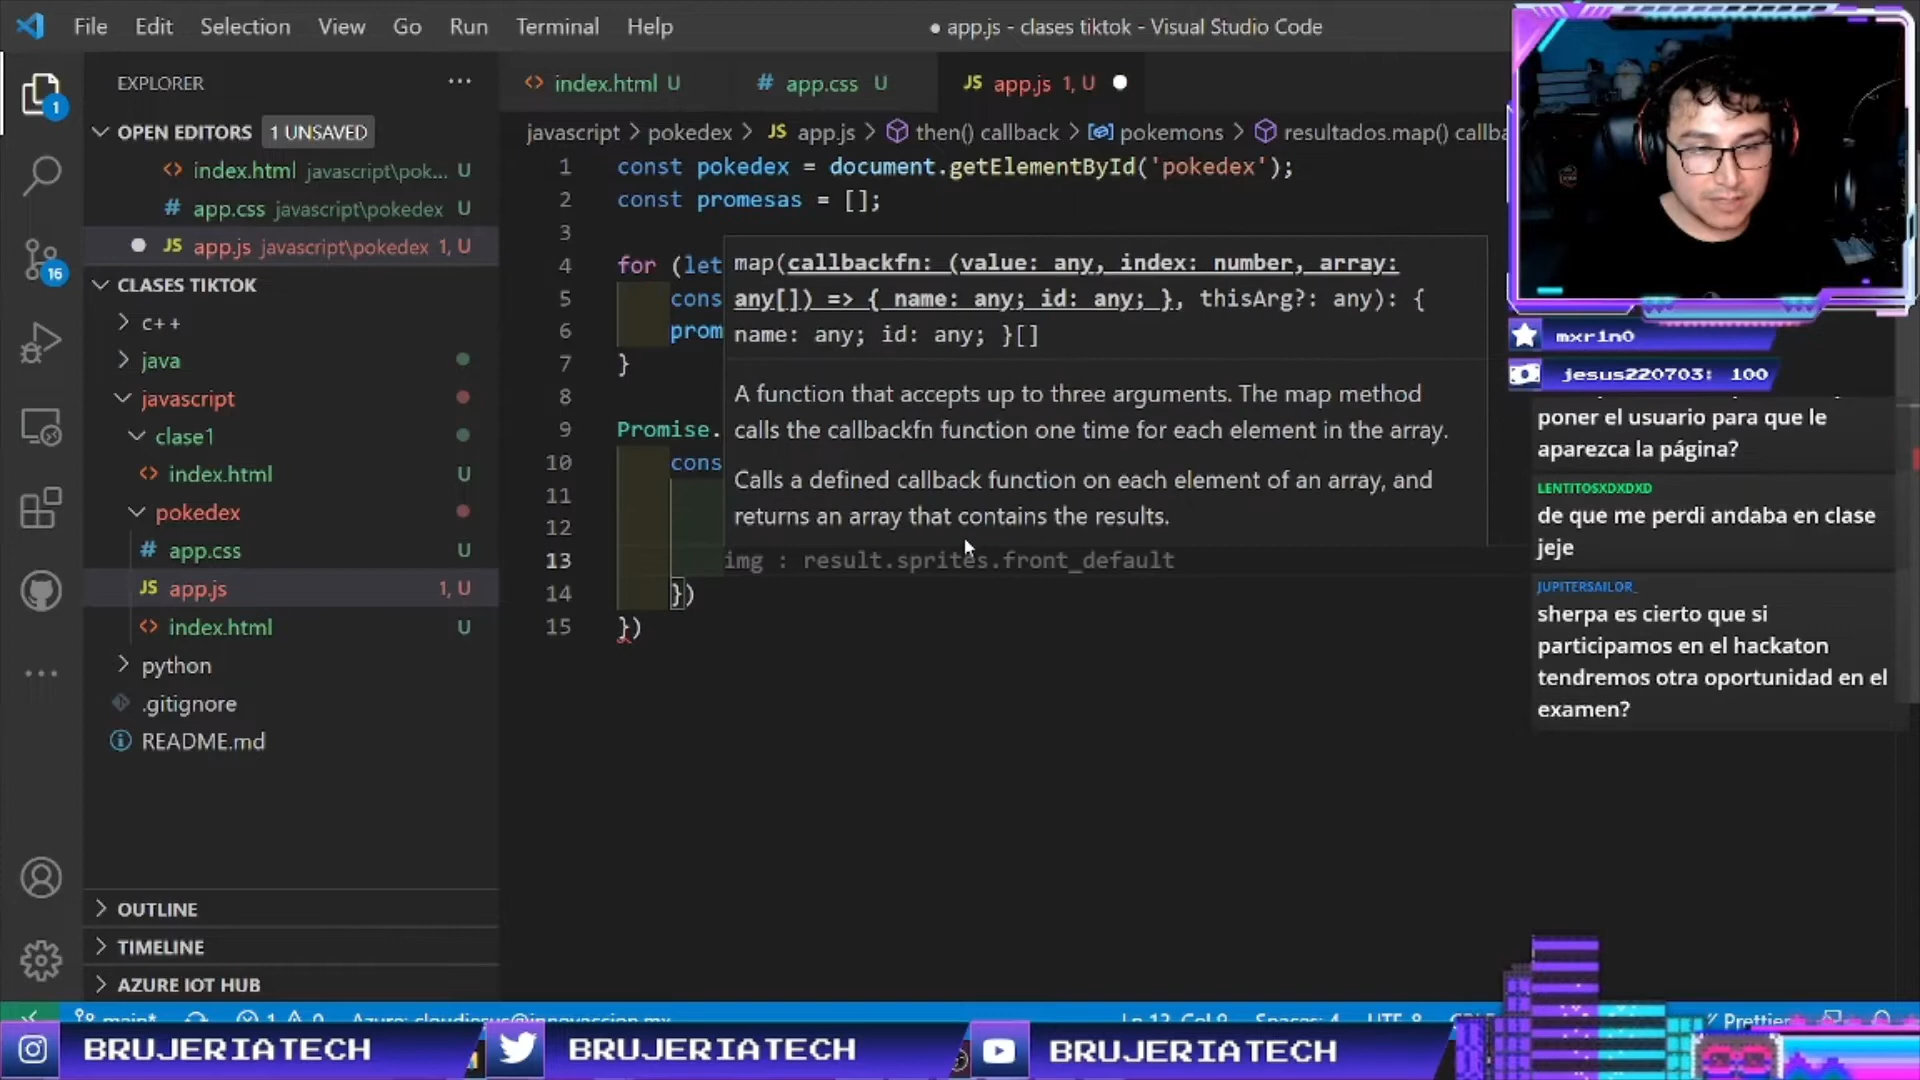 File Edit Selection View Go Run Terminal Help
● app.js - clases tiktok - Visual Studio Code
EXPLORER ···
OPEN EDITORS 1 UNSAVED
index.html javascript\pok... U
app.css javascript\pokedex U
JS app.js javascript\pokedex 1, U
CLASES TIKTOK
c++
java
javascript
clase1
index.html U
pokedex
app.css U
JS app.js 1, U
index.html U
python
.gitignore
README.md
OUTLINE
TIMELINE
AZURE IOT HUB
1
16
index.html U
# app.css U
JS app.js 1, U
javascript > pokedex > JS app.js > then() callback > pokemons > resultados.map() callba
1 const pokedex = document.getElementById('pokedex');
2 const promesas = [];
3
4 for (let
5 cons
6 prom
7 }
8
9 Promise.
10 cons
11
12
13 img : result.sprites.front_default
14 })
15 })
map(callbackfn: (value: any, index: number, array:
any[]) => { name: any; id: any; }, thisArg?: any): {
name: any; id: any; }[]
A function that accepts up to three arguments. The map method
calls the callbackfn function one time for each element in the array.
Calls a defined callback function on each element of an array, and
returns an array that contains the results.
mxr1n0
jesus220703: 100
poner el usuario para que le
aparezca la página?
LENTITOSXDXDXD
de que me perdi andaba en clase
jeje
JUPITERSAILOR_
sherpa es cierto que si
participamos en el hackaton
tendremos otra oportunidad en el
examen?
BRUJERIATECH
BRUJERIATECH
BRUJERIATECH